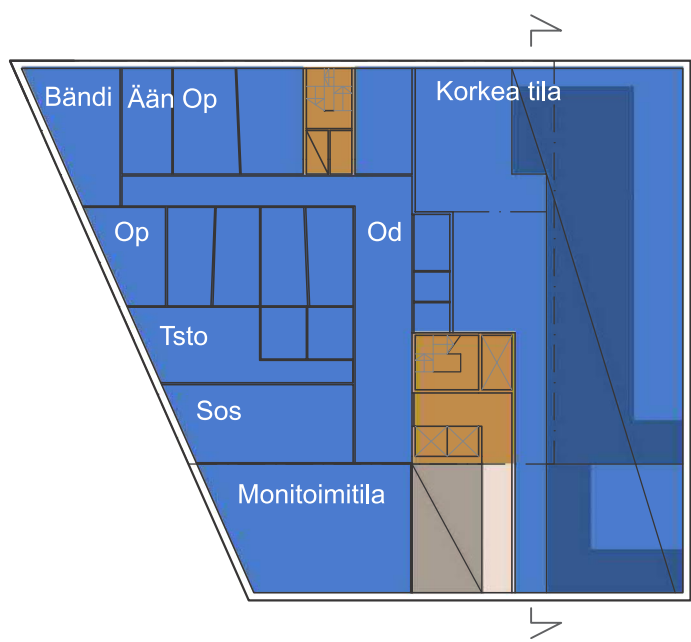 Bändi Ään Op Korkea tila
Op Od
Tsto
Sos
Monitoimitila